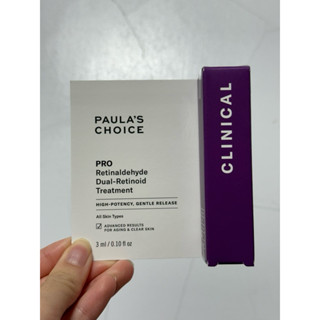 PAULA'S
CHOICE
PRO
Retinaldehyde
Dual-Retinoid
Treatment
HIGH-POTENCY, GENTLE RELEASE
All Skin Types
ADVANCED RESULTS
FOR AGING & CLEAR SKIN
3 ml / 0.10 fl oz
CLINICAL